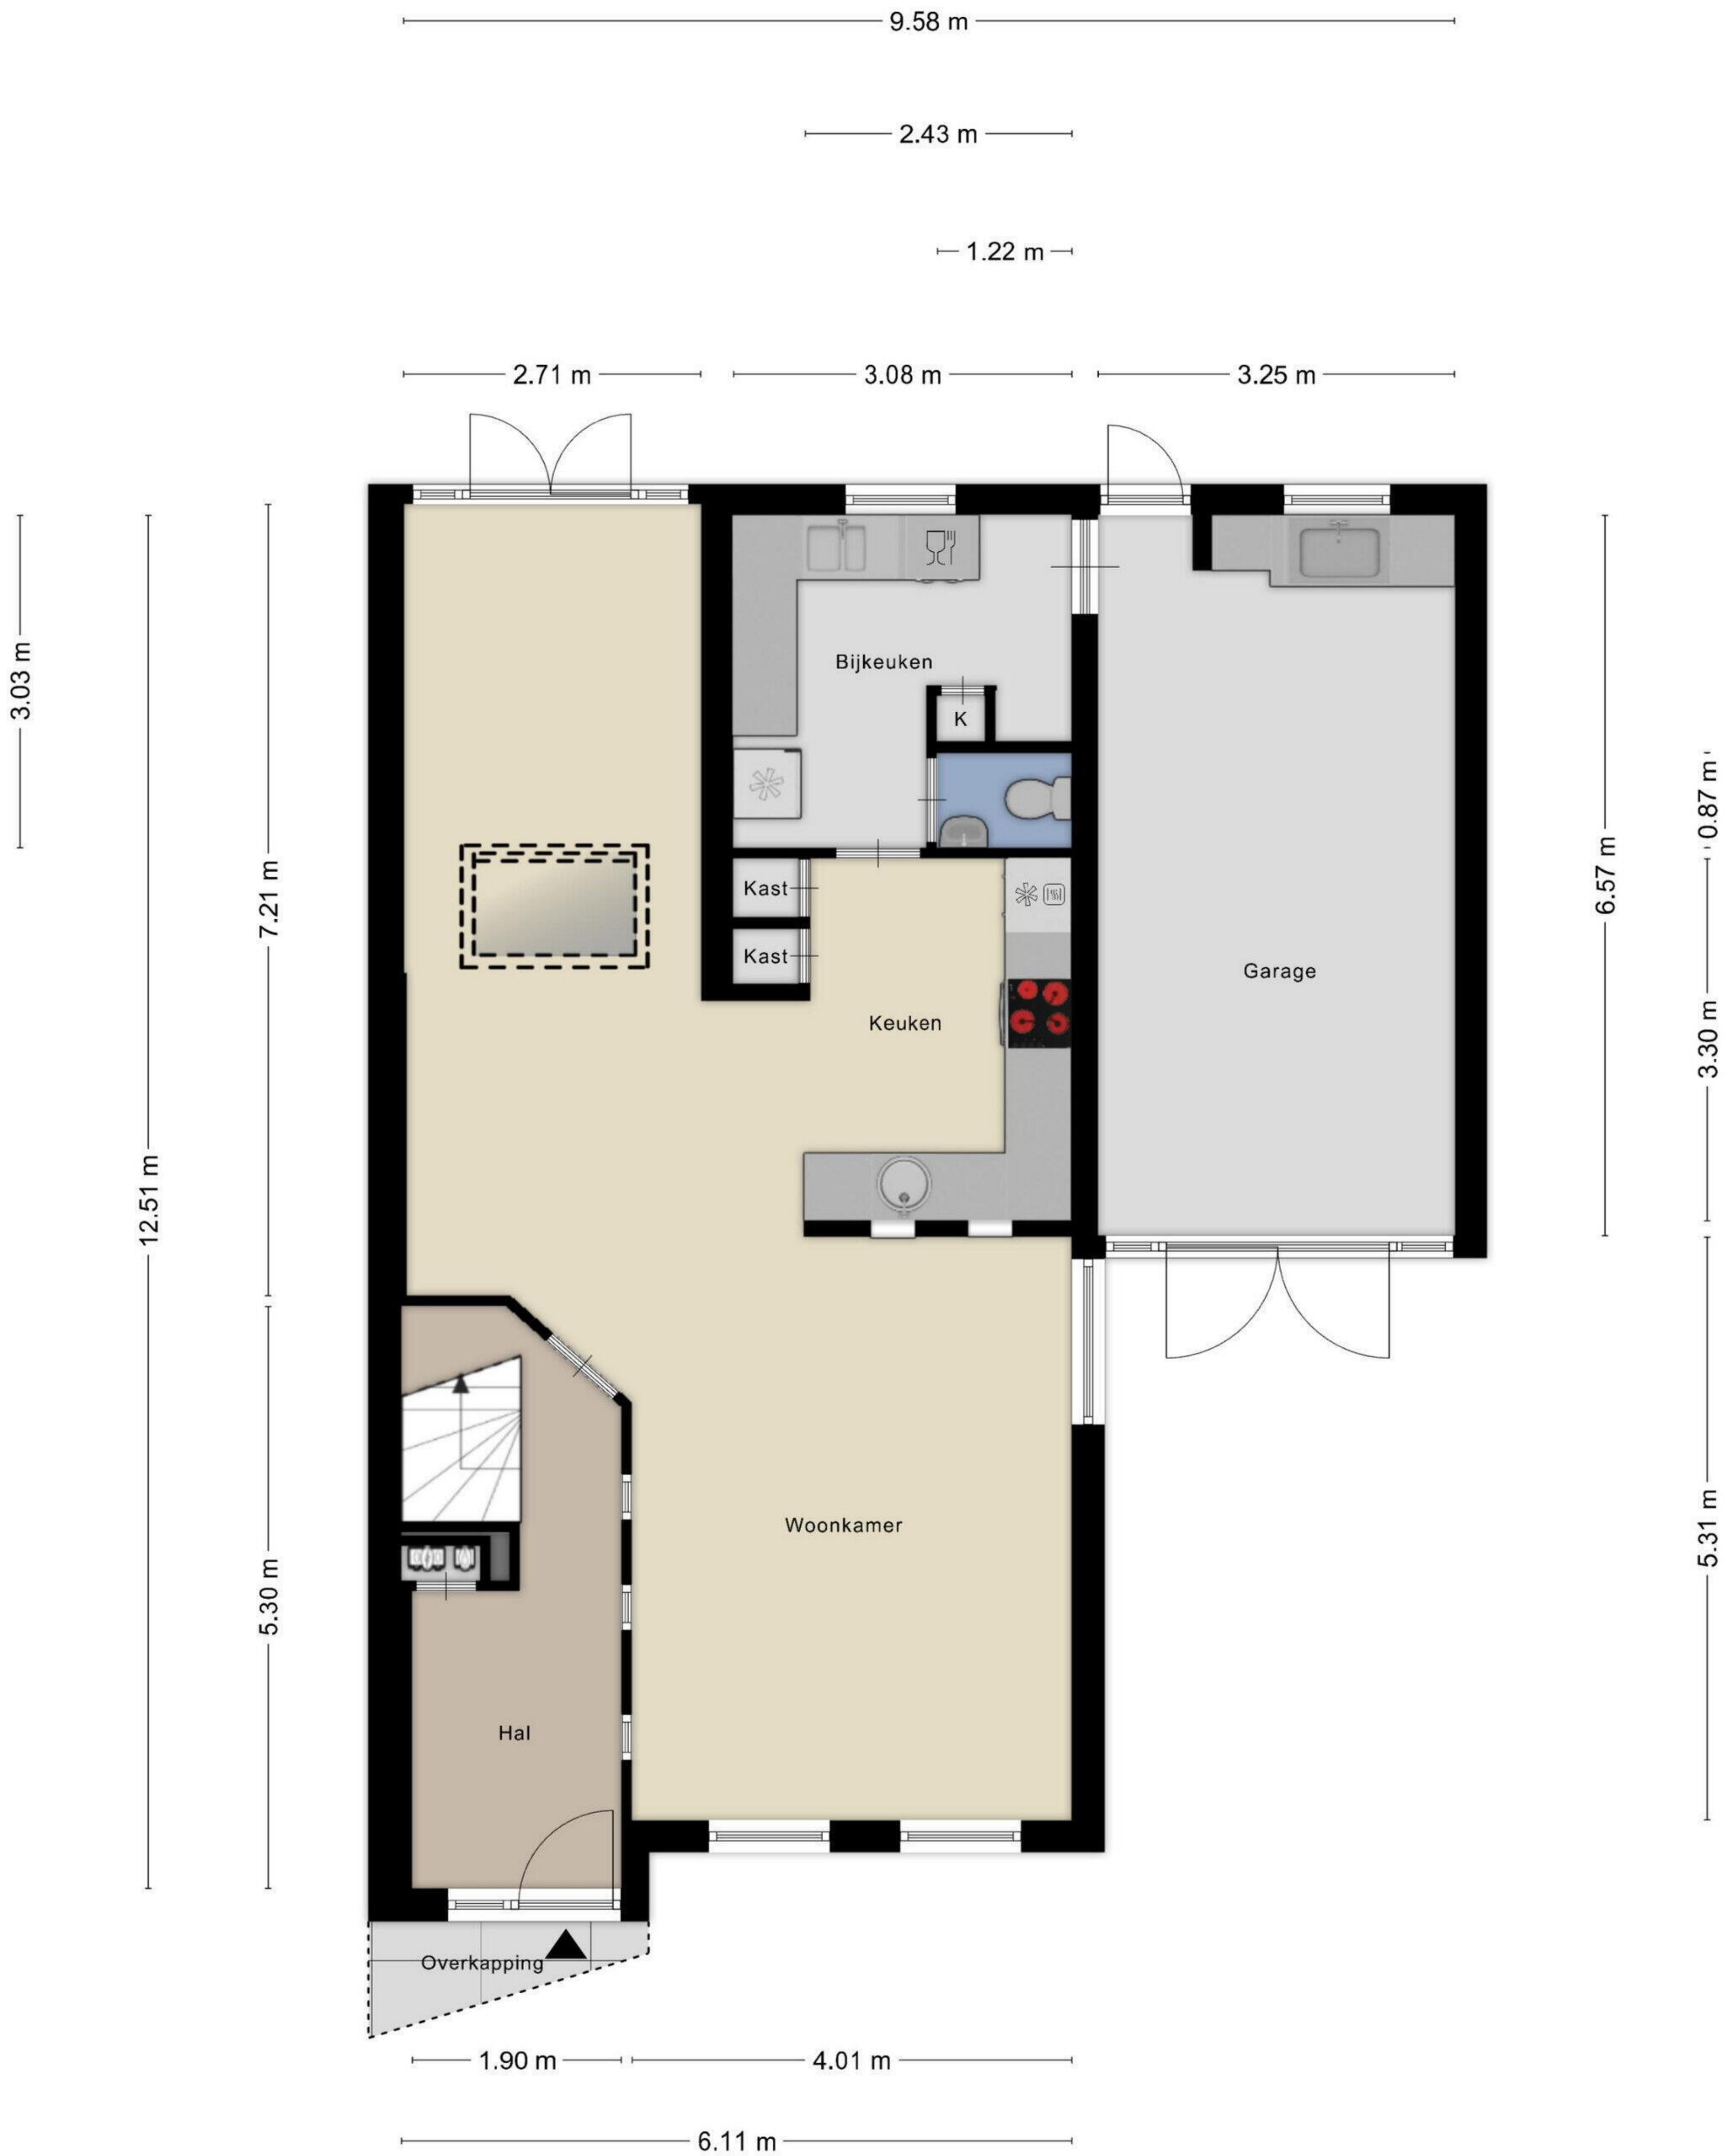 9.58 m
2.43 m
1.22 m
2.71 m
3.08 m
3.25 m
3.03 m
12.51 m
7.21 m
5.30 m
6.57 m
0.87 m
3.30 m
5.31 m
Bijkeuken
K
Kast
Kast
Keuken
Garage
Woonkamer
Hal
Overkapping
1.90 m
4.01 m
6.11 m